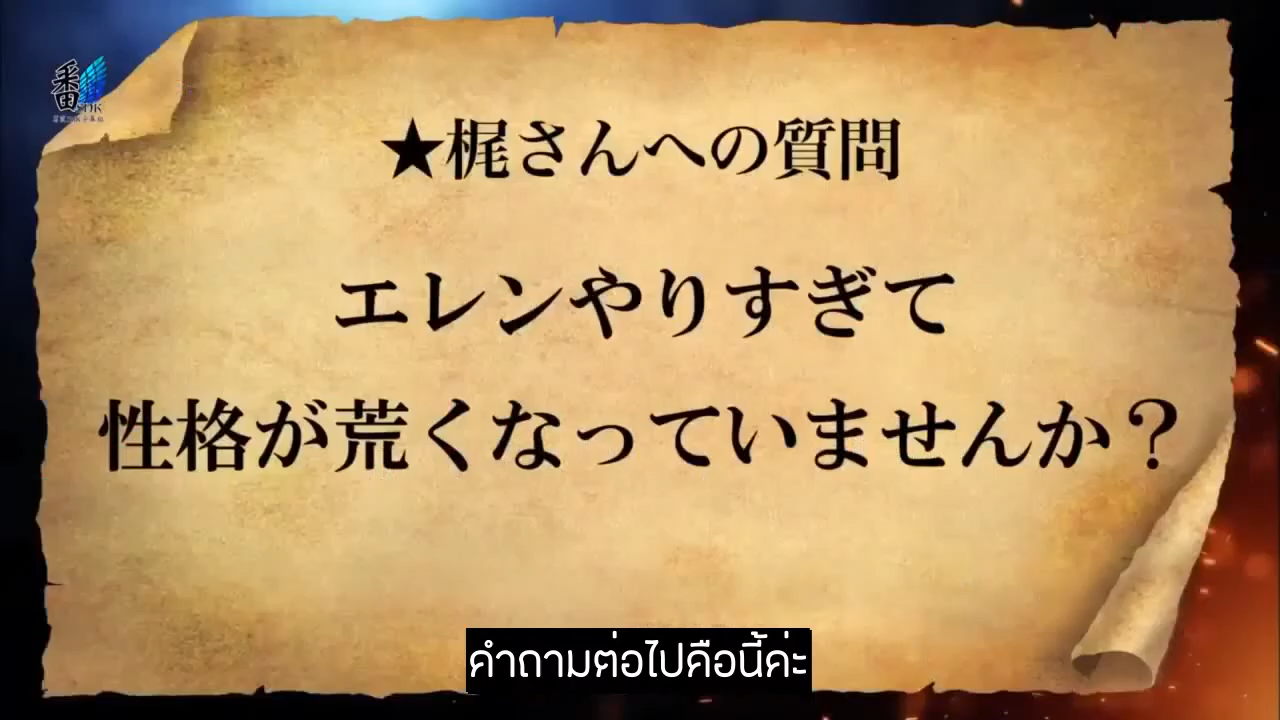 番
★梶さんへの質問
エレンやりすぎて
性格が荒くなっていませんか？
คำถามต่อไปคือนี้ค่ะ